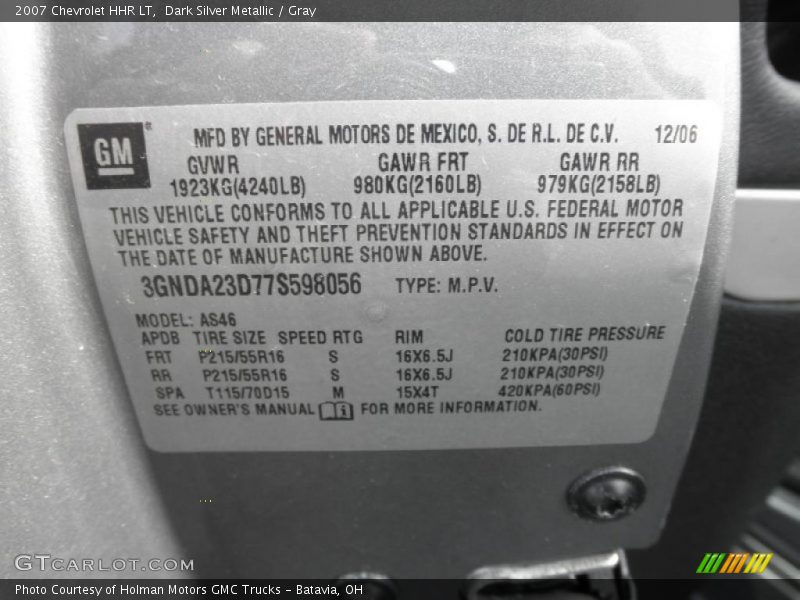 2007 Chevrolet HHR LT, Dark Silver Metallic / Gray
GM
MFD BY GENERAL MOTORS DE MEXICO, S. DE R.L. DE C.V. 12/06
GVWR GAWR FRT GAWR RR
1923KG(4240LB) 980KG(2160LB) 979KG(2158LB)
THIS VEHICLE CONFORMS TO ALL APPLICABLE U.S. FEDERAL MOTOR
VEHICLE SAFETY AND THEFT PREVENTION STANDARDS IN EFFECT ON
THE DATE OF MANUFACTURE SHOWN ABOVE.
3GNDA23D77S598056 TYPE: M.P.V.
MODEL: AS46
APDB TIRE SIZE SPEED RTG RIM COLD TIRE PRESSURE
FRT P215/55R16 S 16X6.5J 210KPA(30PSI)
RR P215/55R16 S 16X6.5J 210KPA(30PSI)
SPA T115/70D15 M 15X4T 420KPA(60PSI)
SEE OWNER'S MANUAL FOR MORE INFORMATION.
GTCARLOT.COM
Photo Courtesy of Holman Motors GMC Trucks - Batavia, OH